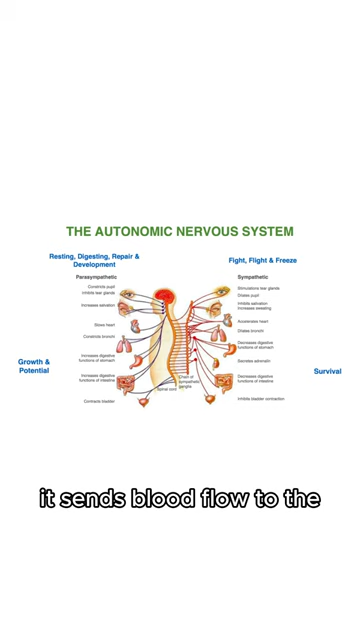 THE AUTONOMIC NERVOUS SYSTEM
Resting, Digesting, Repair &
Development
Parasympathetic
Constricts pupil
Inhibits tear glands
Increases salivation
Slows heart
Constricts bronchi
Increases digestive
functions of stomach
Increases digestive
functions of intestine
Contracts bladder
Growth &
Potential
Spinal cord
Chain of
sympathetic
ganglia
Fight, Flight & Freeze
Sympathetic
Stimulations tear glands
Dilates pupil
Inhibits salivation
Increases sweating
Accelerates heart
Dilates bronchi
Decreases digestive
functions of stomach
Secretes adrenalin
Decreases digestive
functions of intestine
Inhibits bladder contraction
Survival
it sends blood flow to the